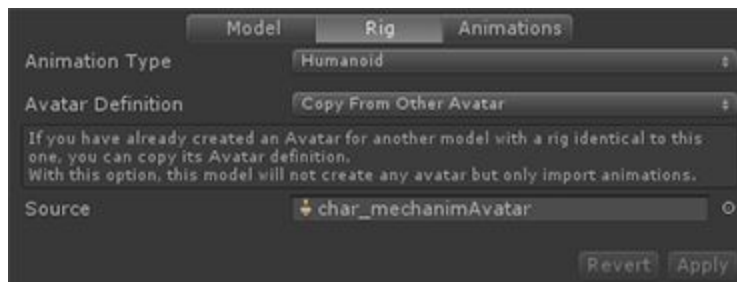 Model Rig Animations
Animation Type Humanoid
Avatar Definition Copy From Other Avatar
If you have already created an Avatar for another model with a rig identical to this
one, you can copy its Avatar definition.
With this option, this model will not create any avatar but only import animations.
Source char_mechanimAvatar
Revert Apply